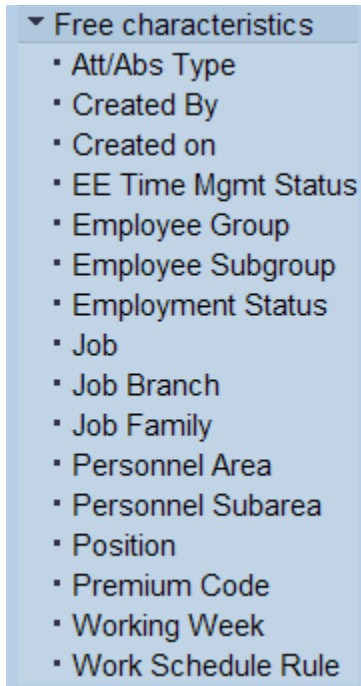 Free characteristics
Att/Abs Type
Created By
Created on
EE Time Mgmt Status
Employee Group
Employee Subgroup
Employment Status
Job
Job Branch
Job Family
Personnel Area
Personnel Subarea
Position
Premium Code
Working Week
Work Schedule Rule